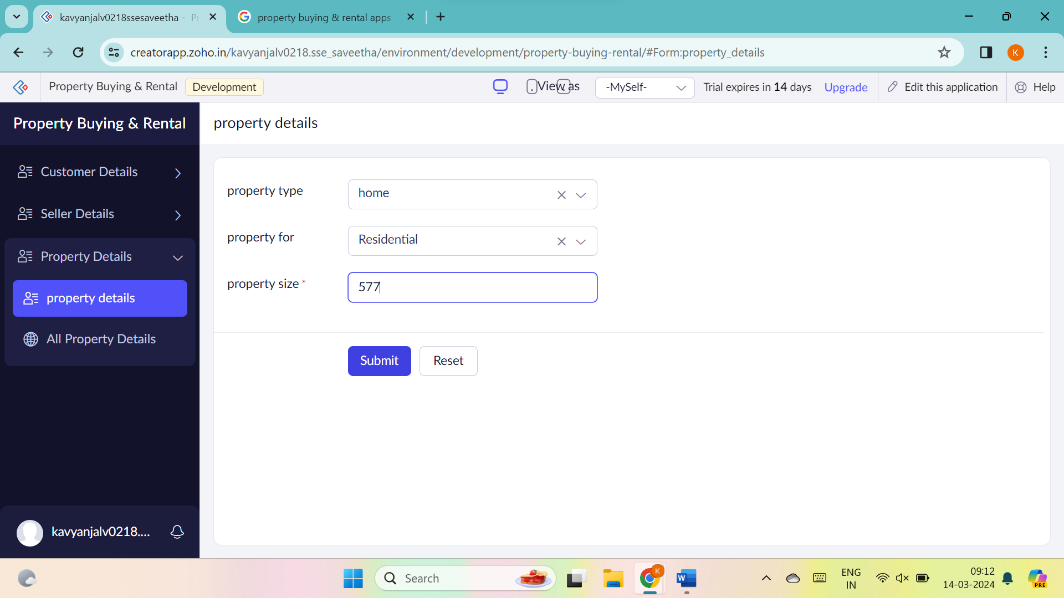 kavyanjalv0218ssesaveetha - Pr
property buying & rental apps
creatorapp.zoho.in/kavyanjalv0218.sse_saveetha/environment/development/property-buying-rental/#Form:property_details
K
Property Buying & Rental
Development
View as
-MySelf-
Trial expires in 14 days
Upgrade
Edit this application
Help
Property Buying & Rental
property details
Customer Details
Seller Details
Property Details
property details
All Property Details
kavyanjalv0218....
property type
home
property for
Residential
property size *
577
Submit
Reset
Search
K
W
ENG
IN
09:12
14-03-2024
PRE